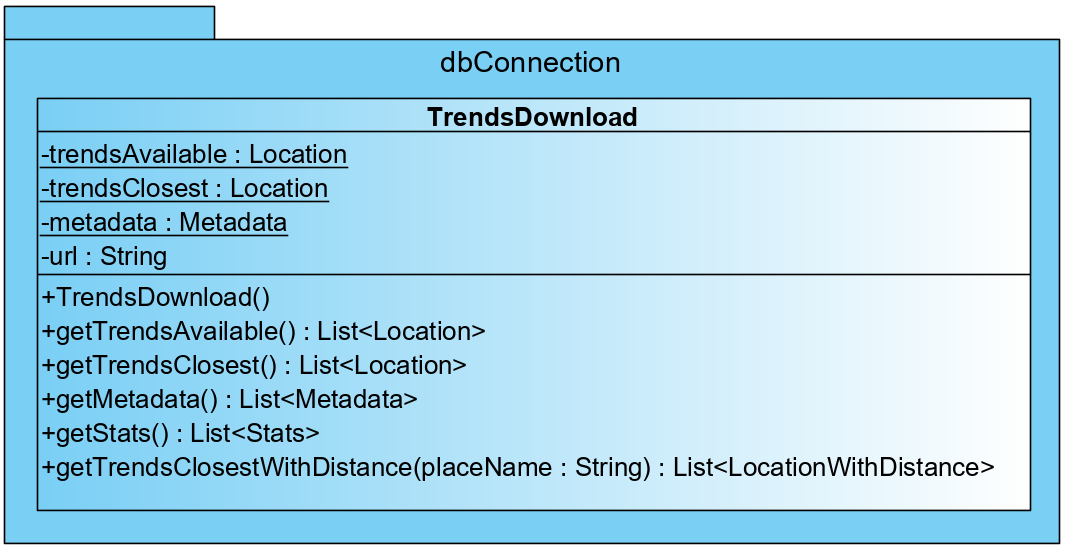 dbConnection
TrendsDownload
-trendsAvailable : Location
-trendsClosest : Location
-metadata : Metadata
-url : String
+TrendsDownload()
+getTrendsAvailable() : List<Location>
+getTrendsClosest() : List<Location>
+getMetadata() : List<Metadata>
+getStats() : List<Stats>
+getTrendsClosestWithDistance(placeName : String) : List<LocationWithDistance>